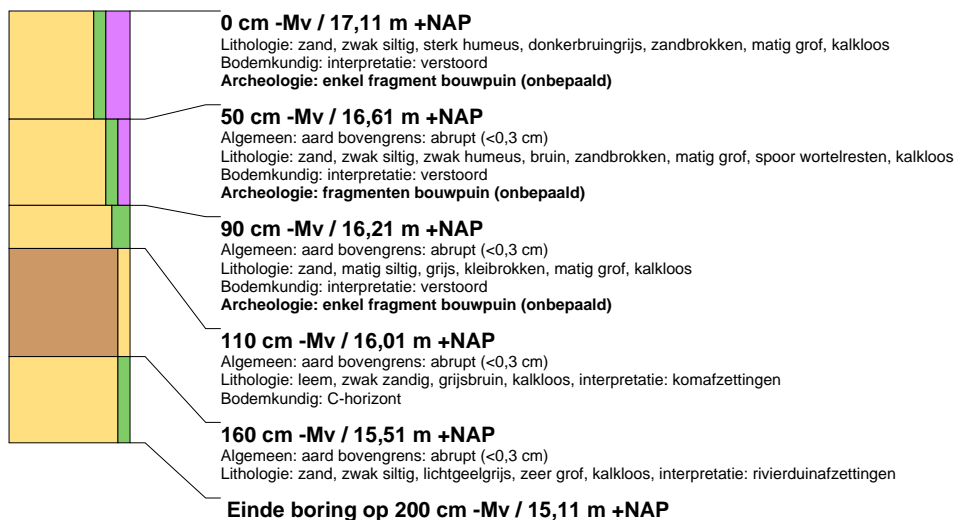 0 cm -Mv / 17,11 m +NAP
Lithologie: zand, zwak siltig, sterk humeus, donkerbruingrijs, zandbrokken, matig grof, kalkloos
Bodemkundig: interpretatie: verstoord
Archeologie: enkel fragment bouwpuin (onbepaald)
50 cm -Mv / 16,61 m +NAP
Algemeen: aard bovengrens: abrupt (<0,3 cm)
Lithologie: zand, zwak siltig, zwak humeus, bruin, zandbrokken, matig grof, spoor wortelresten, kalkloos
Bodemkundig: interpretatie: verstoord
Archeologie: fragmenten bouwpuin (onbepaald)
90 cm -Mv / 16,21 m +NAP
Algemeen: aard bovengrens: abrupt (<0,3 cm)
Lithologie: zand, matig siltig, grijs, kleibrokken, matig grof, kalkloos
Bodemkundig: interpretatie: verstoord
Archeologie: enkel fragment bouwpuin (onbepaald)
110 cm -Mv / 16,01 m +NAP
Algemeen: aard bovengrens: abrupt (<0,3 cm)
Lithologie: leem, zwak zandig, grijsbruin, kalkloos, interpretatie: komafzettingen
Bodemkundig: C-horizont
160 cm -Mv / 15,51 m +NAP
Algemeen: aard bovengrens: abrupt (<0,3 cm)
Lithologie: zand, zwak siltig, lichtgeelgrijs, zeer grof, kalkloos, interpretatie: rivierduinafzettingen
Einde boring op 200 cm -Mv / 15,11 m +NAP